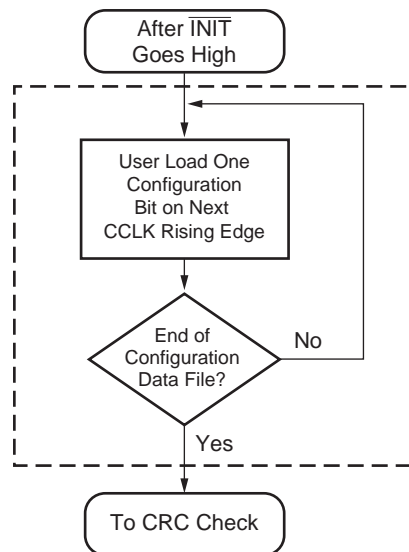 After INIT
Goes High
User Load One
Configuration
Bit on Next
CCLK Rising Edge
End of
Configuration
Data File?
No
Yes
To CRC Check